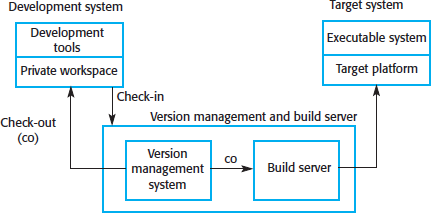 Development system
Target system
Development
tools
Private workspace
Executable system
Target platform
Check-in
Check-out
(co)
Version management and build server
Version
management
system
co
Build server